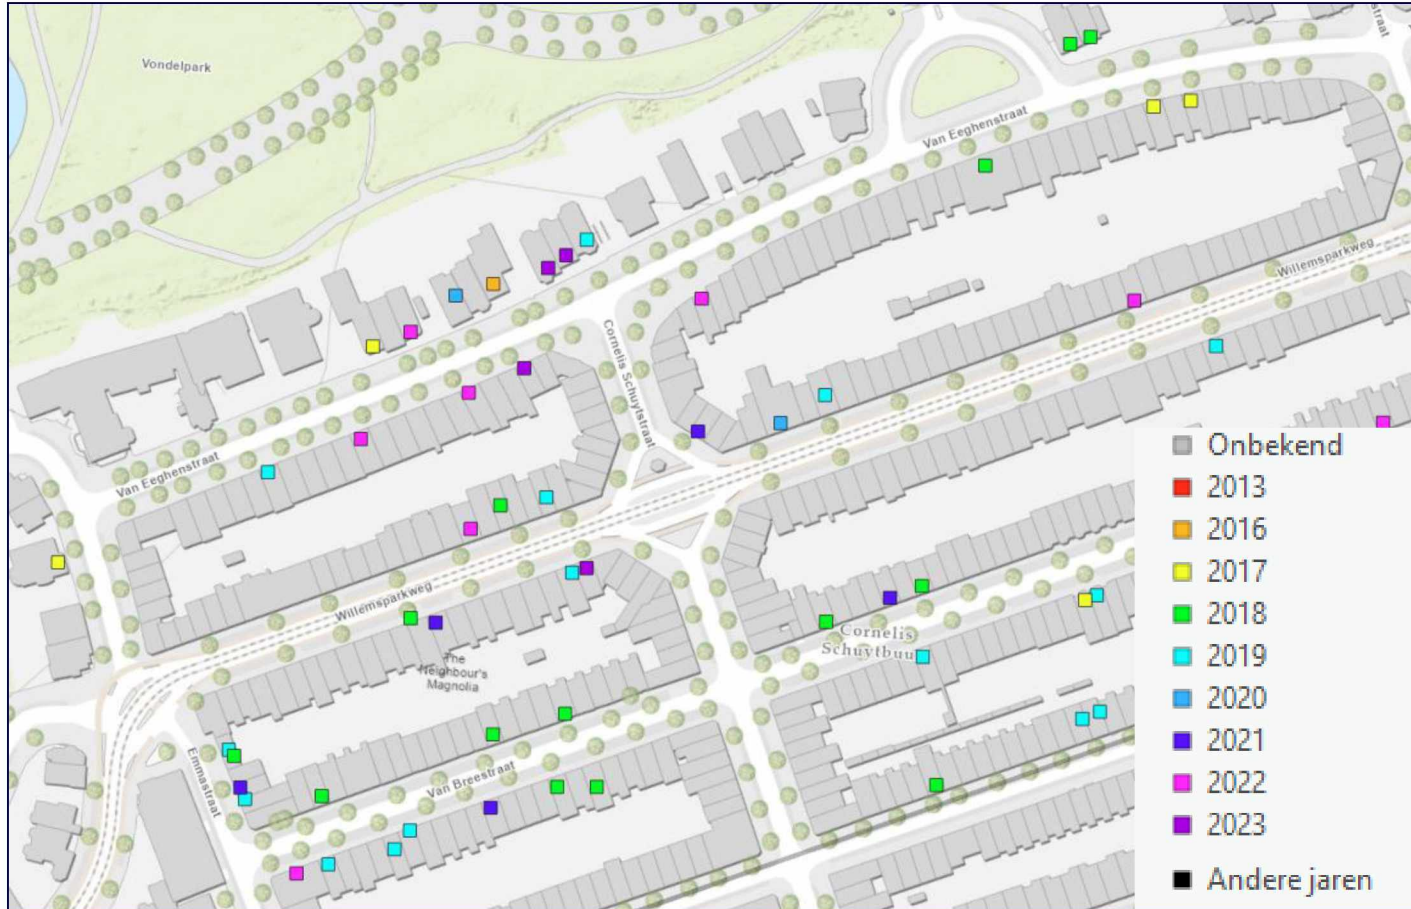 Vondelpark
straat
Van Eeghenstraat
Willemsparkweg
Cornelis Schuytstraat
Van Eeghenstraat
Willemsparkweg
The
Neighbour's
Magnolia
Cornelis
Schuytbuu
Emmastraat
Van Breestraat
Onbekend
2013
2016
2017
2018
2019
2020
2021
2022
2023
Andere jaren